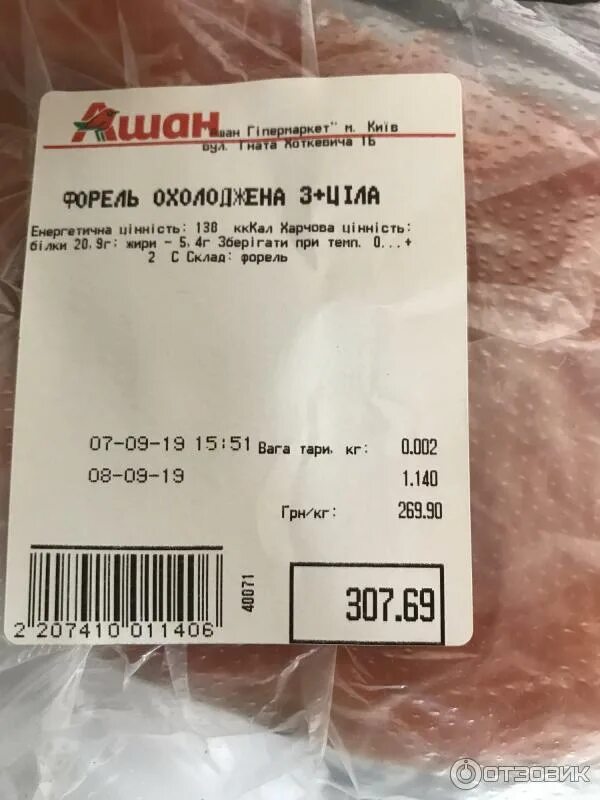 Ашан
Ашан Гіпермаркет" м. Київ
вул. Гната Хоткевича 1Б
ФОРЕЛЬ ОХОЛОДЖЕНА 3+ЦІЛА
Енергетична цінність: 138 ккКал Харчова цінність:
білки 20,9г; жири - 5,4г Зберігати при темп. 0...+
2 С Склад: форель
07-09-19 15:51 Вага тари, кг: 0.002
08-09-19 1.140
Грн/кг: 269.90
40071
307.69
2 207410 011406
ОТЗОВИК